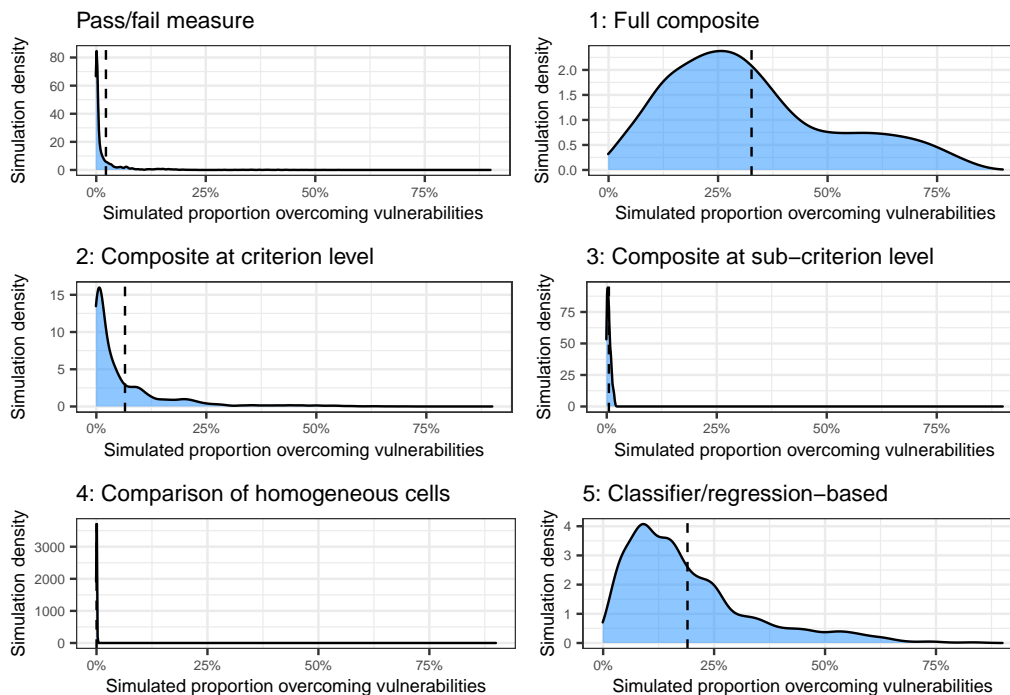 Pass/fail measure
Simulation density
80
60
40
20
0
0% 25% 50% 75%
Simulated proportion overcoming vulnerabilities
1: Full composite
Simulation density
2.0
1.5
1.0
0.5
0.0
0% 25% 50% 75%
Simulated proportion overcoming vulnerabilities
2: Composite at criterion level
Simulation density
15
10
5
0
0% 25% 50% 75%
Simulated proportion overcoming vulnerabilities
3: Composite at sub−criterion level
Simulation density
75
50
25
0
0% 25% 50% 75%
Simulated proportion overcoming vulnerabilities
4: Comparison of homogeneous cells
Simulation density
3000
2000
1000
0
0% 25% 50% 75%
Simulated proportion overcoming vulnerabilities
5: Classifier/regression−based
Simulation density
4
3
2
1
0
0% 25% 50% 75%
Simulated proportion overcoming vulnerabilities